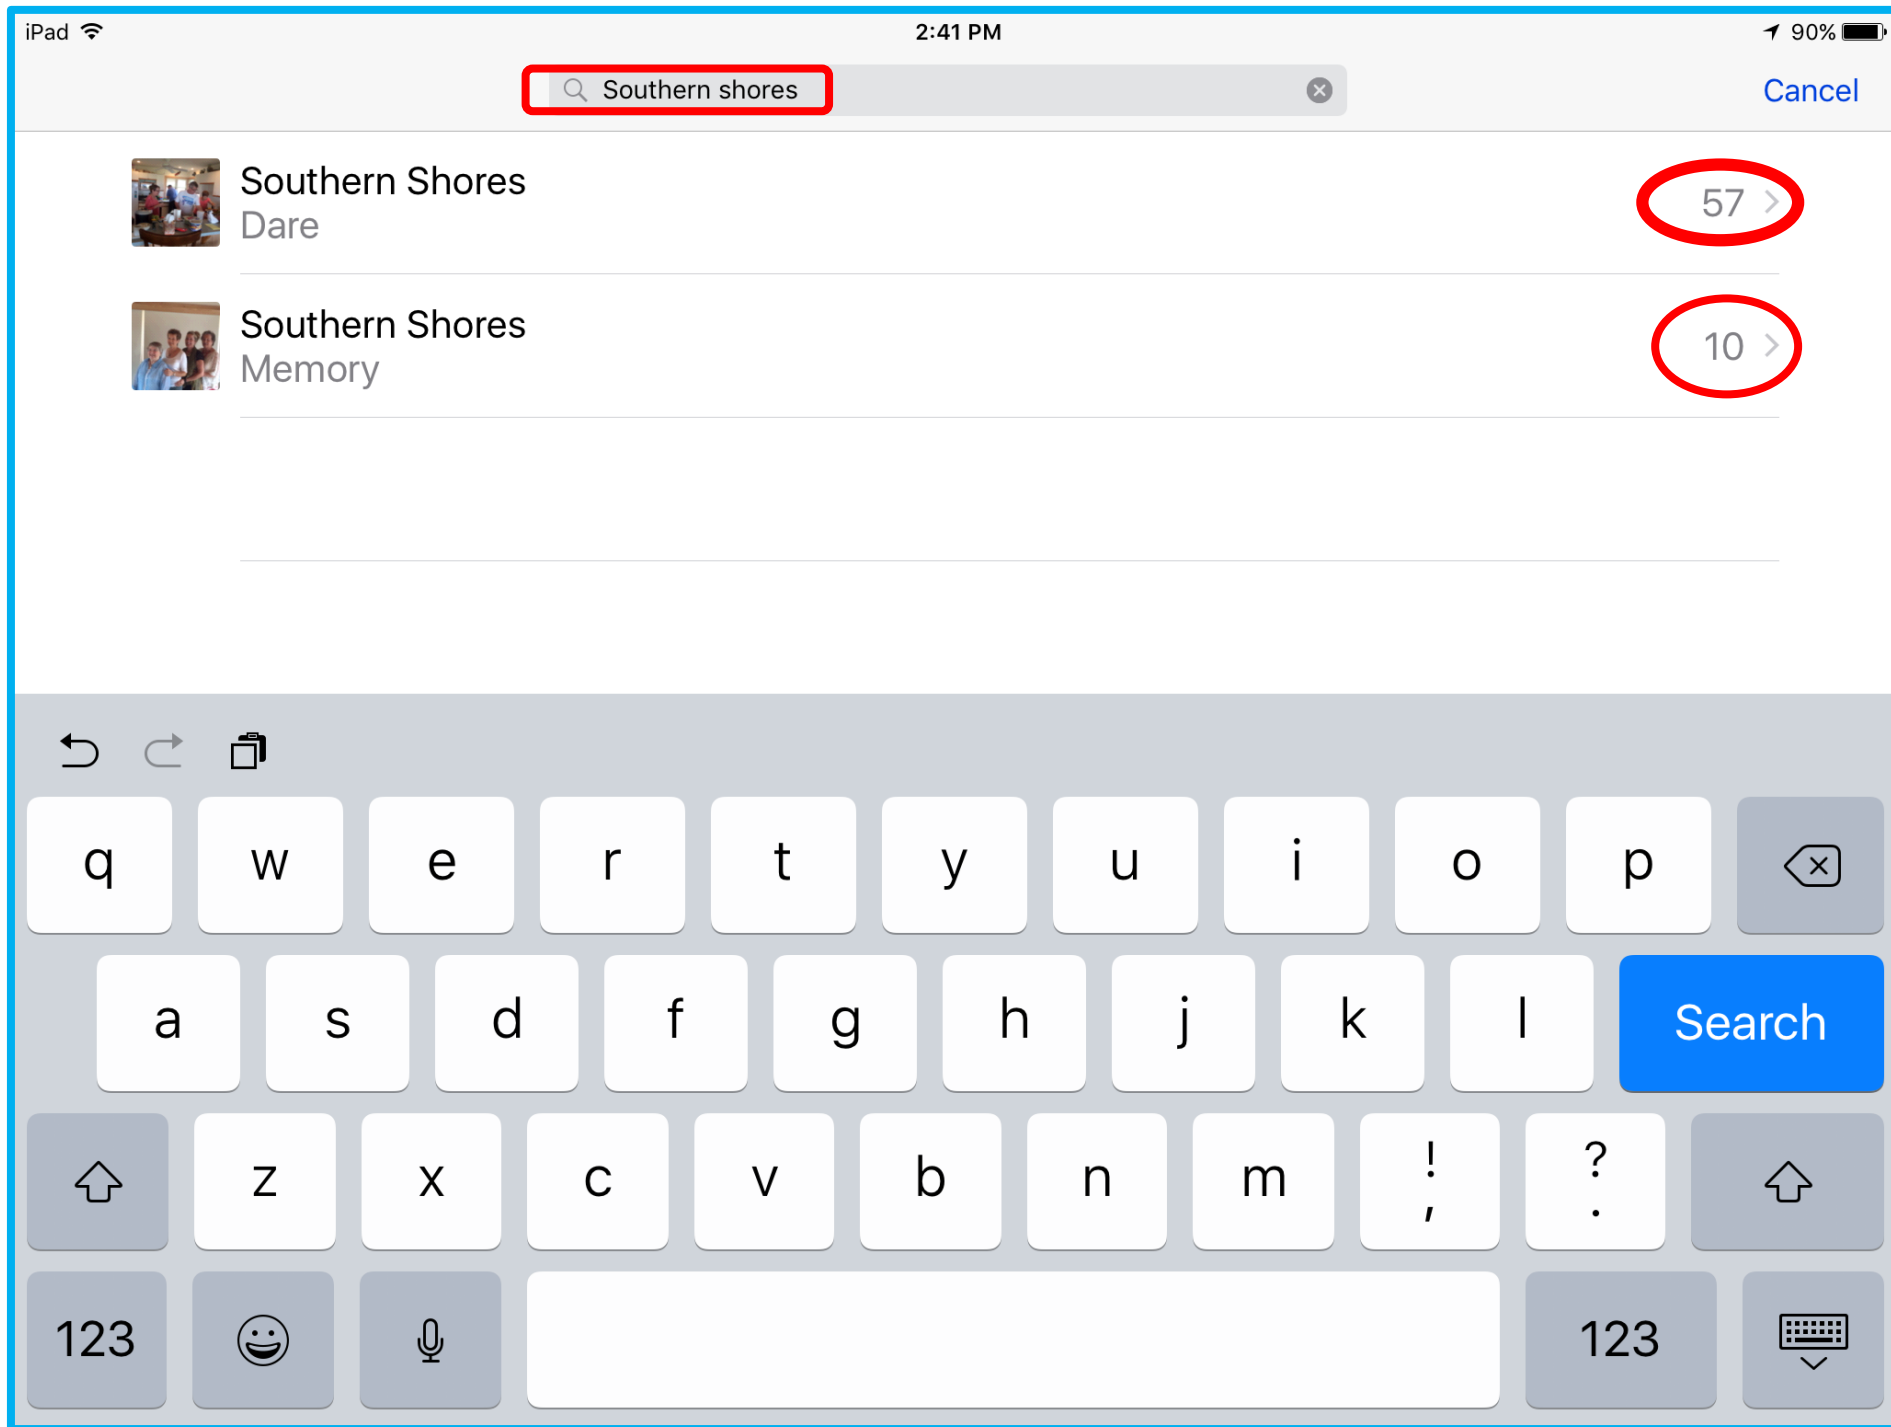 iPad 2:41 PM 90%
Southern shores Cancel
Southern Shores
Dare
57
Southern Shores
Memory
10
q w e r t y u i o p
a s d f g h j k l Search
z x c v b n m ! , ? .
123 123